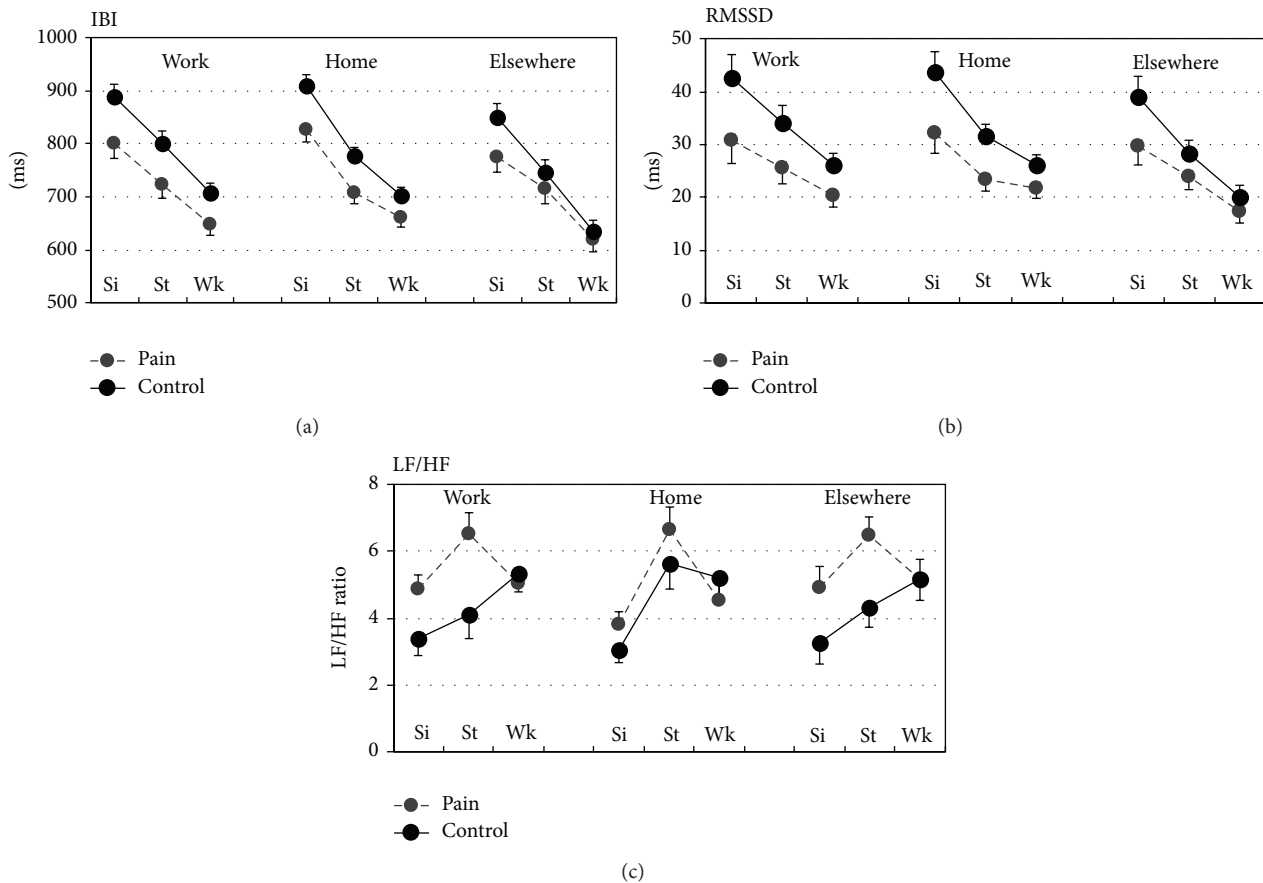 IBI
1000
900
800
700
600
500
(ms)
Work
Home
Elsewhere
Si St Wk Si St Wk Si St Wk
Pain
Control
(a)
RMSSD
50
40
30
20
10
0
(ms)
Work
Home
Elsewhere
Si St Wk Si St Wk Si St Wk
Pain
Control
(b)
LF/HF
8
6
4
2
0
LF/HF ratio
Work
Home
Elsewhere
Si St Wk Si St Wk Si St Wk
Pain
Control
(c)